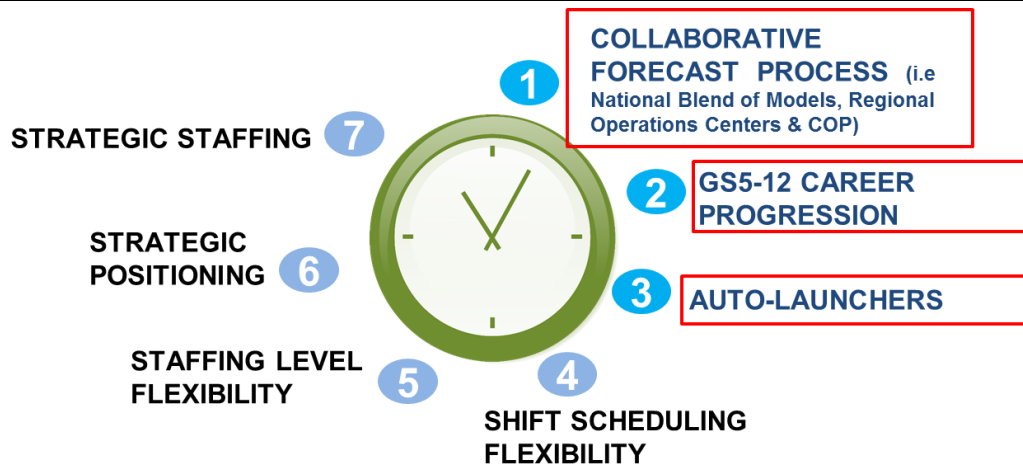 1
COLLABORATIVE
FORECAST PROCESS (i.e
National Blend of Models, Regional
Operations Centers & COP)
2
GS5-12 CAREER
PROGRESSION
3
AUTO-LAUNCHERS
4
SHIFT SCHEDULING
FLEXIBILITY
5
STAFFING LEVEL
FLEXIBILITY
6
STRATEGIC
POSITIONING
7
STRATEGIC STAFFING